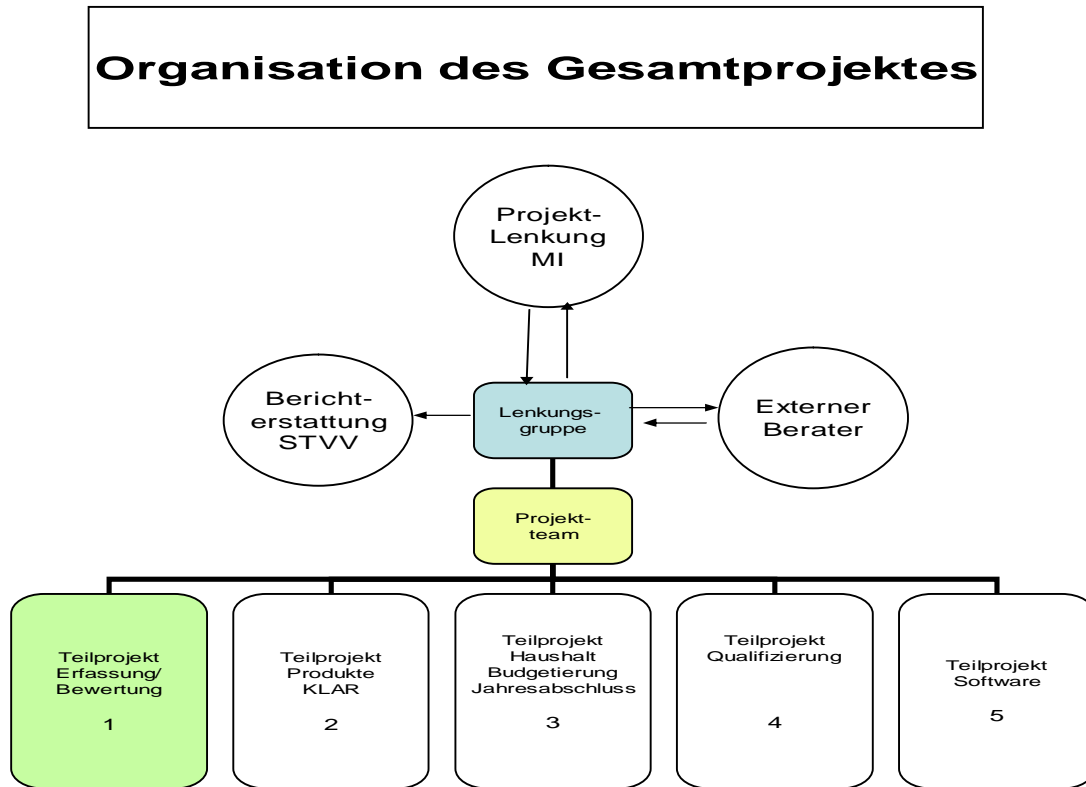 Organisation des Gesamtprojektes
Projekt-
Lenkung
MI
Bericht-
erstattung
STVV
Lenkungs-
gruppe
Externer
Berater
Projekt-
team
Teilprojekt
Erfassung/
Bewertung
1
Teilprojekt
Produkte
KLAR
2
Teilprojekt
Haushalt
Budgetierung
Jahresabschluss
3
Teilprojekt
Qualifizierung
4
Teilprojekt
Software
5